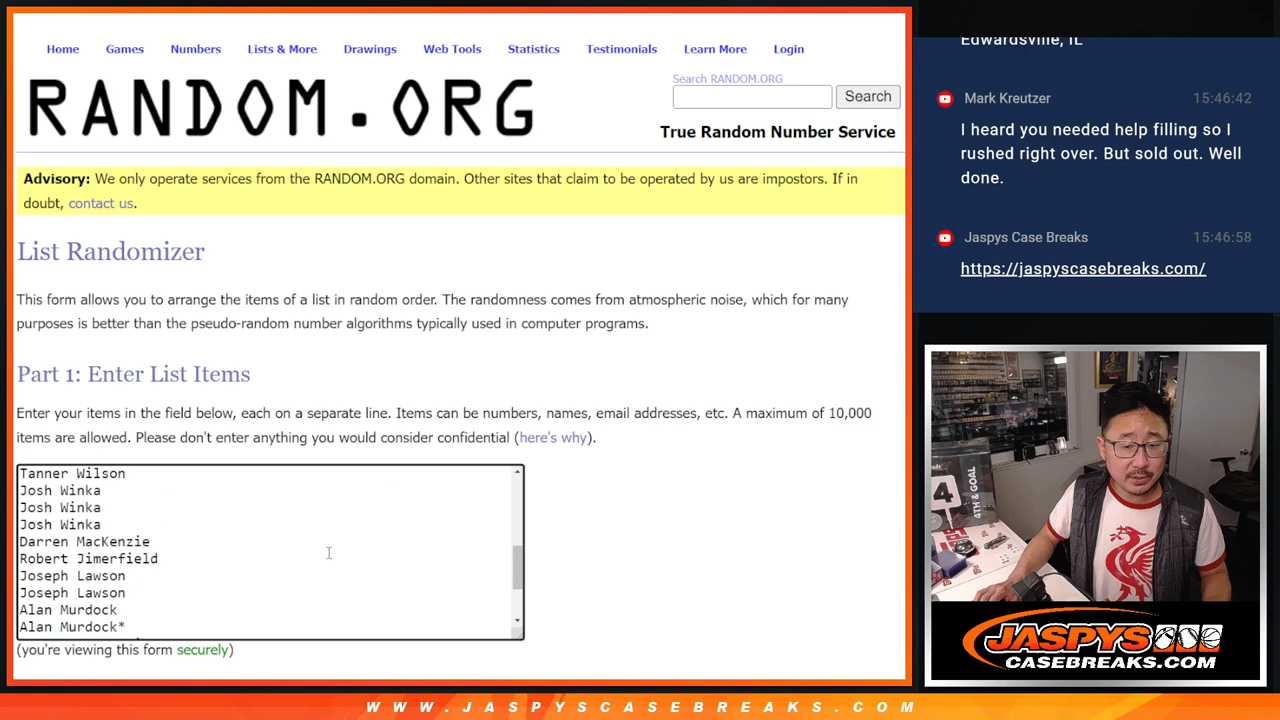 Home Games Numbers Lists & More Drawings Web Tools Statistics Testimonials Learn More Login
RANDOM.ORG
Search RANDOM.ORG
Search
True Random Number Service
Advisory: We only operate services from the RANDOM.ORG domain. Other sites that claim to be operated by us are impostors. If in
doubt, contact us.
List Randomizer
This form allows you to arrange the items of a list in random order. The randomness comes from atmospheric noise, which for many
purposes is better than the pseudo-random number algorithms typically used in computer programs.
Part 1: Enter List Items
Enter your items in the field below, each on a separate line. Items can be numbers, names, email addresses, etc. A maximum of 10,000
items are allowed. Please don't enter anything you would consider confidential (here's why).
Tanner Wilson
Josh Winka
Josh Winka
Josh Winka
Darren MacKenzie
Robert Jimerfield
Joseph Lawson
Joseph Lawson
Alan Murdock
Alan Murdock*
(you're viewing this form securely)
Edwardsville, IL
Mark Kreutzer 15:46:42
I heard you needed help filling so I
rushed right over. But sold out. Well
done.
Jaspys Case Breaks 15:46:58
https://jaspyscasebreaks.com/
4TH & GOAL
4
JASPYS
CASEBREAKS.COM
WWW.JASPYSCASEBREAKS.COM